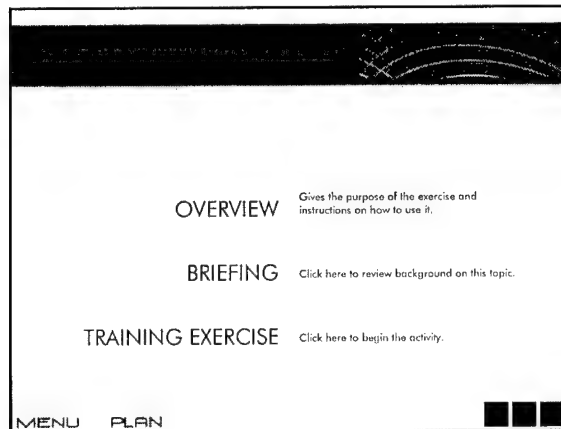 OVERVIEW Gives the purpose of the exercise and
instructions on how to use it.
BRIEFING Click here to review background on this topic.
TRAINING EXERCISE Click here to begin the activity.
MENU PLAN